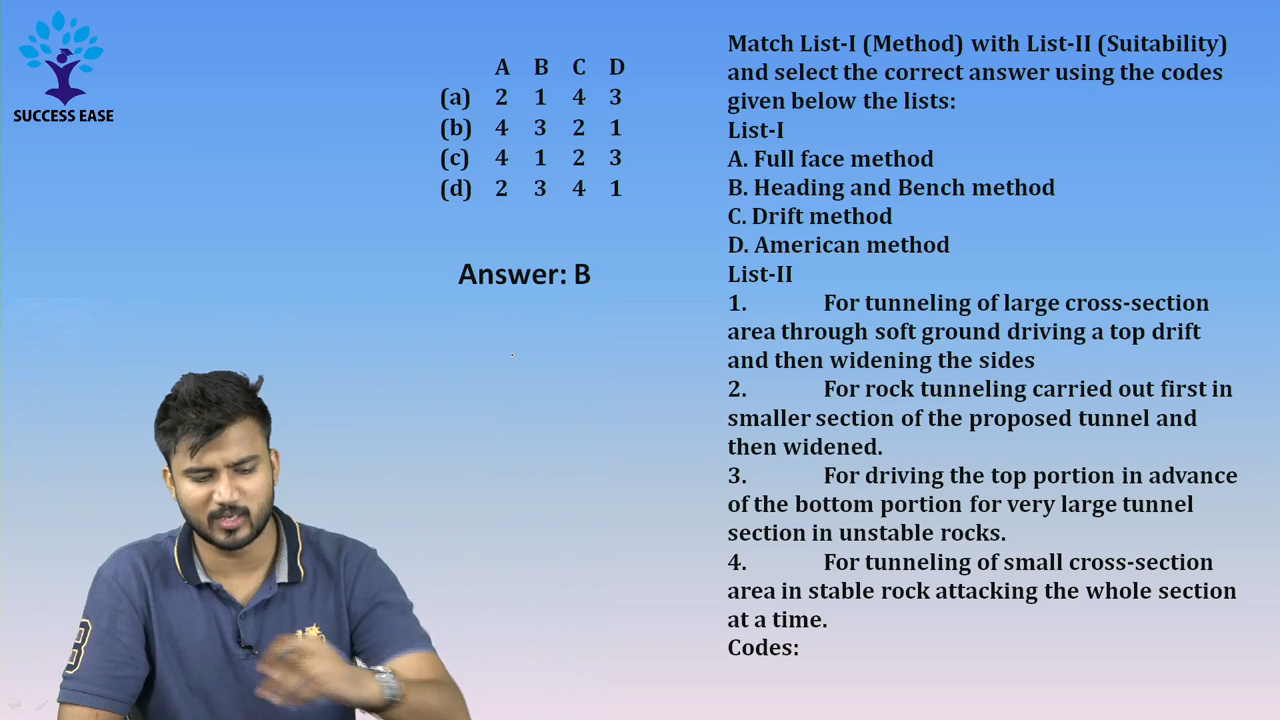 SUCCESS EASE
A B C D
(a) 2 1 4 3
(b) 4 3 2 1
(c) 4 1 2 3
(d) 2 3 4 1
Answer: B
Match List-I (Method) with List-II (Suitability)
and select the correct answer using the codes
given below the lists:
List-I
A. Full face method
B. Heading and Bench method
C. Drift method
D. American method
List-II
1. For tunneling of large cross-section
area through soft ground driving a top drift
and then widening the sides
2. For rock tunneling carried out first in
smaller section of the proposed tunnel and
then widened.
3. For driving the top portion in advance
of the bottom portion for very large tunnel
section in unstable rocks.
4. For tunneling of small cross-section
area in stable rock attacking the whole section
at a time.
Codes:
B